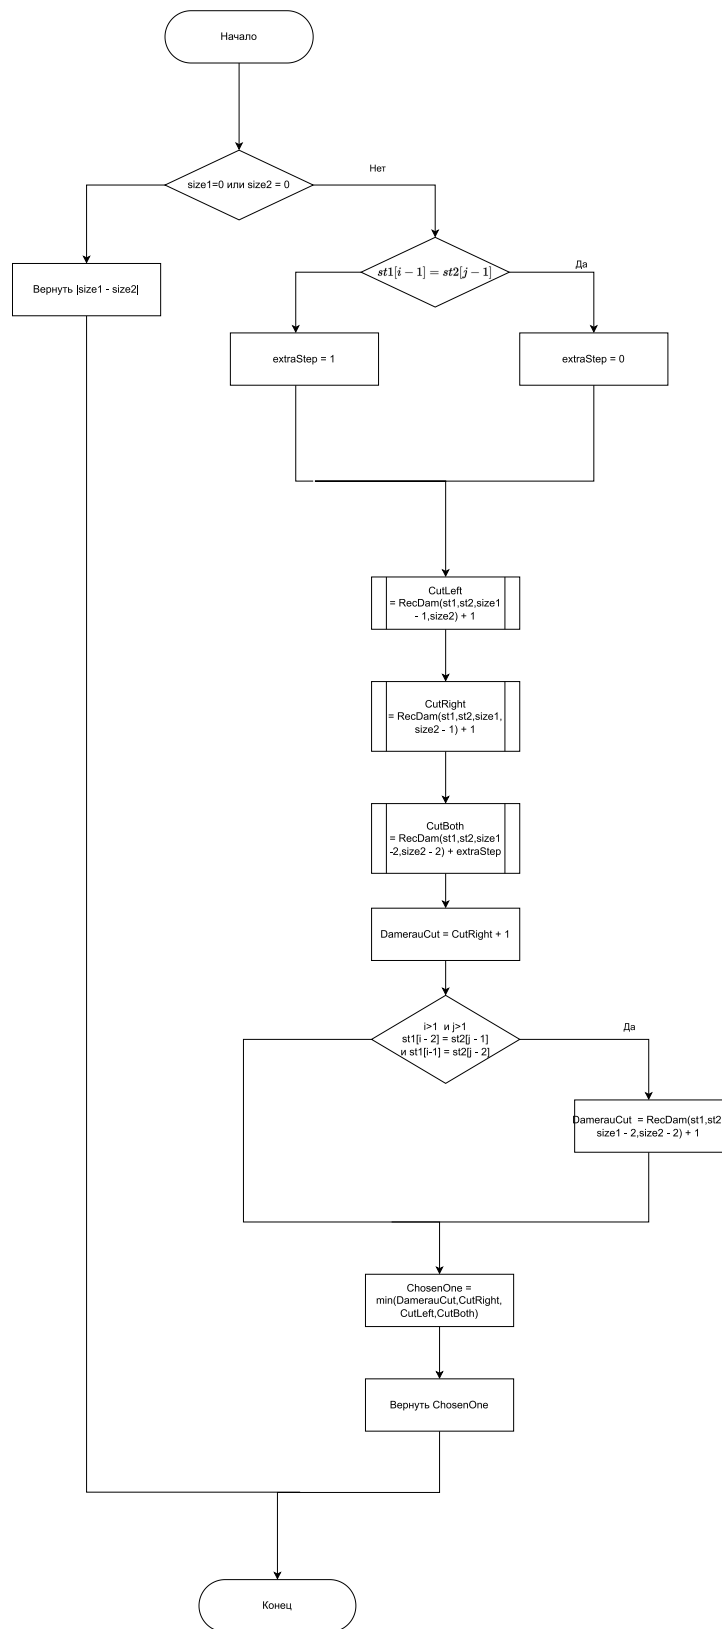 Начало
size1=0 или size2 = 0
Нет
Вернуть |size1 - size2|
st1[i − 1] = st2[j − 1]
Да
extraStep = 1
extraStep = 0
CutLeft
= RecDam(st1,st2,size1
- 1,size2) + 1
CutRight
= RecDam(st1,st2,size1,
size2 - 1) + 1
CutBoth
= RecDam(st1,st2,size1
-2,size2 - 2) + extraStep
DamerauCut = CutRight + 1
i>1 и j>1
st1[i - 2] = st2[j - 1]
и st1[i-1] = st2[j - 2]
Да
DamerauCut = RecDam(st1,st2
size1 - 2,size2 - 2) + 1
ChosenOne =
min(DamerauCut,CutRight,
CutLeft,CutBoth)
Вернуть ChosenOne
Конец